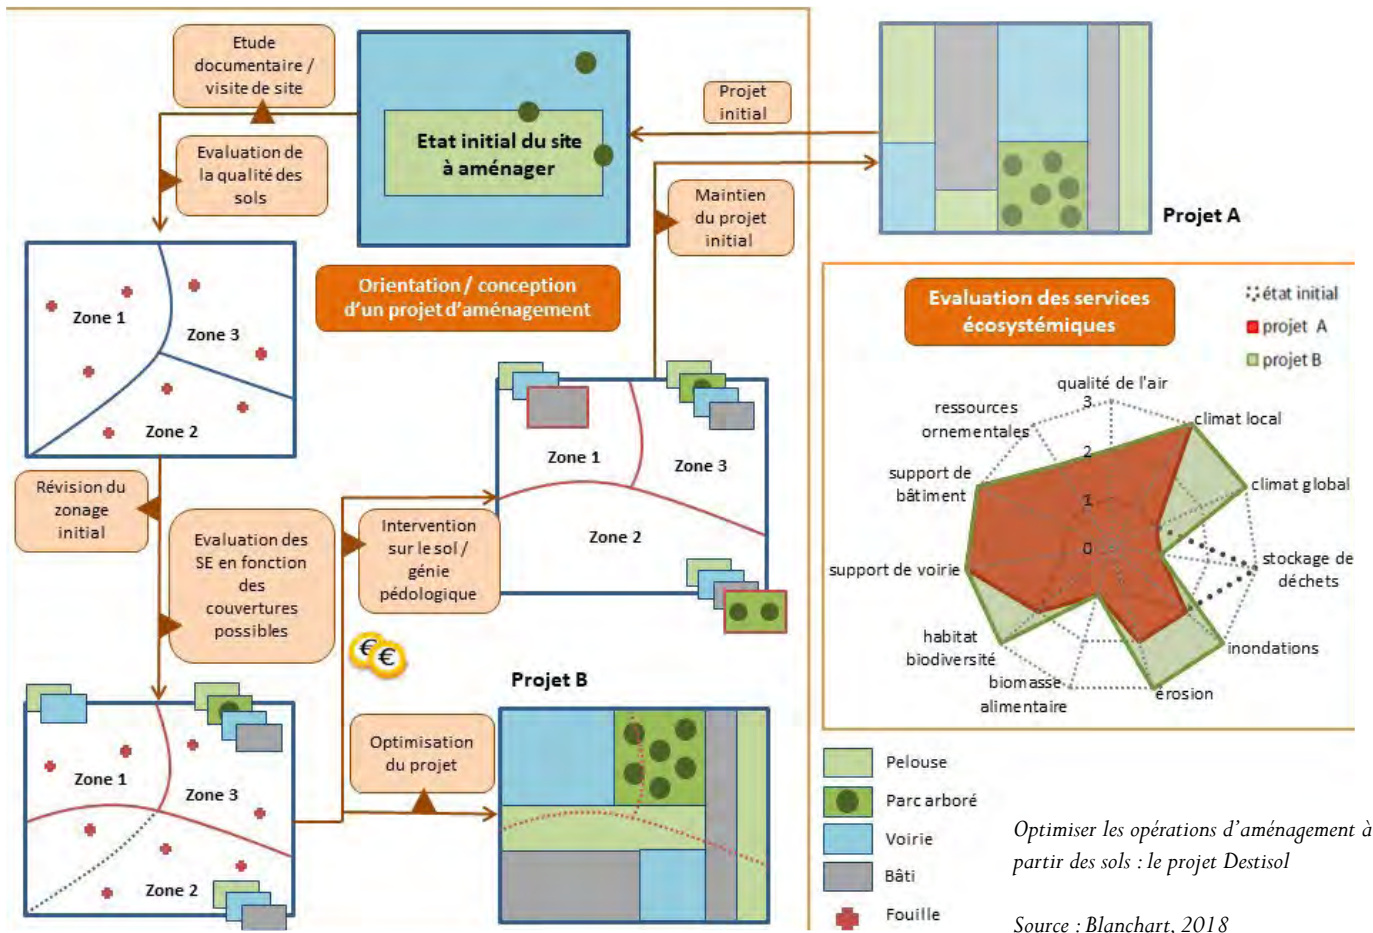 Etude
documentaire /
visite de site
Evaluation de
la qualité des
sols
Etat initial du site
à aménager
Projet
initial
Maintien
du projet
initial
Projet A
Orientation / conception
d'un projet d'aménagement
Zone 1
Zone 3
Zone 2
Révision du
zonage
initial
Evaluation des
SE en fonction
des
couvertures
possibles
Intervention
sur le sol /
génie
pédologique
Zone 1
Zone 3
Zone 2
€
€
Optimisation
du projet
Projet B
Zone 1
Zone 3
Zone 2
Evaluation des services
écosystémiques
état initial
projet A
projet B
qualité de l'air
climat local
climat global
stockage de
déchets
inondations
érosion
biomasse
alimentaire
habitat
biodiversité
support de voirie
support de
bâtiment
ressources
ornementales
3
2
1
0
Pelouse
Parc arboré
Voirie
Bâti
Fouille
Optimiser les opérations d'aménagement à
partir des sols : le projet Destisol
Source : Blanchart, 2018